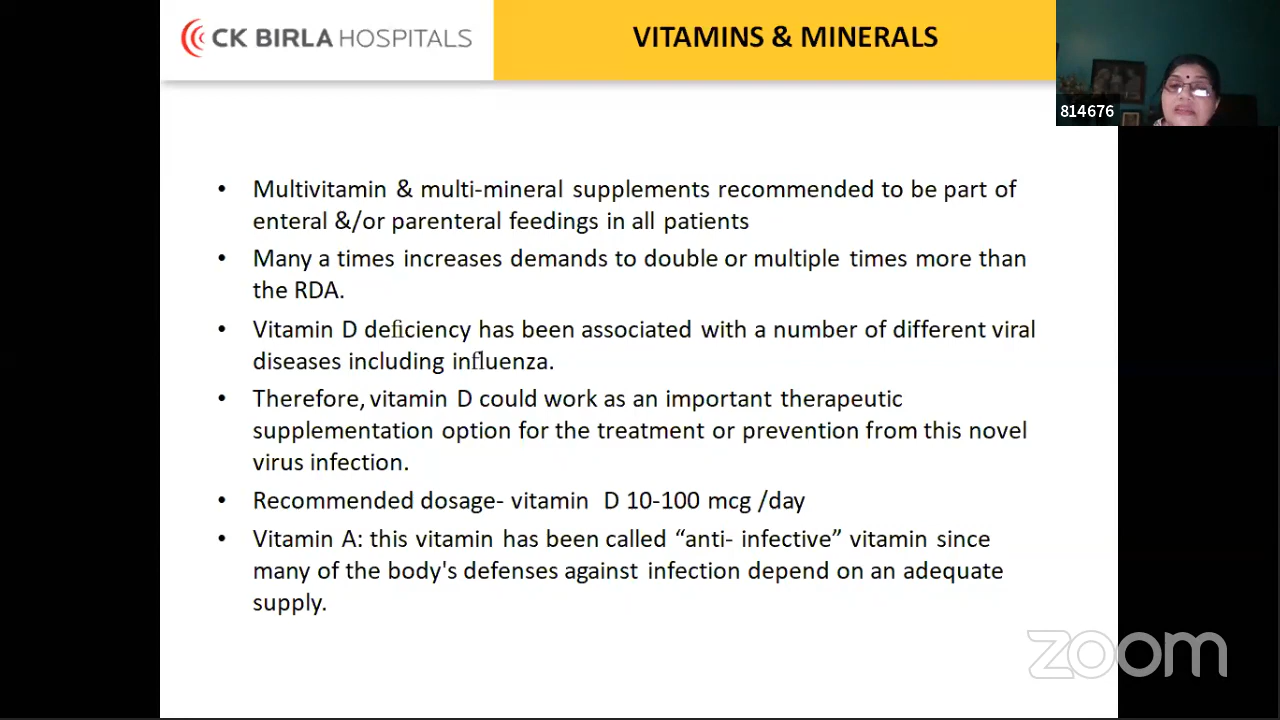 CK BIRLA HOSPITALS
VITAMINS & MINERALS
814676
• Multivitamin & multi-mineral supplements recommended to be part of
enteral &/or parenteral feedings in all patients
• Many a times increases demands to double or multiple times more than
the RDA.
• Vitamin D deficiency has been associated with a number of different viral
diseases including influenza.
• Therefore, vitamin D could work as an important therapeutic
supplementation option for the treatment or prevention from this novel
virus infection.
• Recommended dosage- vitamin D 10-100 mcg /day
• Vitamin A: this vitamin has been called “anti- infective” vitamin since
many of the body's defenses against infection depend on an adequate
supply.
zoom